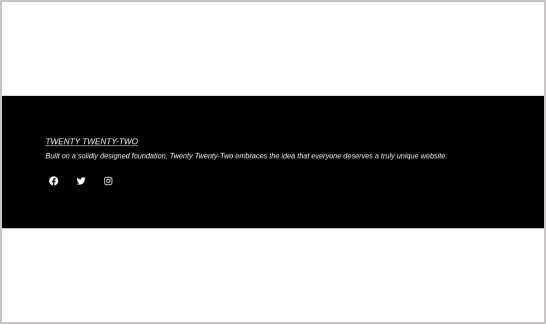 TWENTY TWENTY-TWO
Built on a solidly designed foundation, Twenty Twenty-Two embraces the idea that everyone deserves a truly unique website.